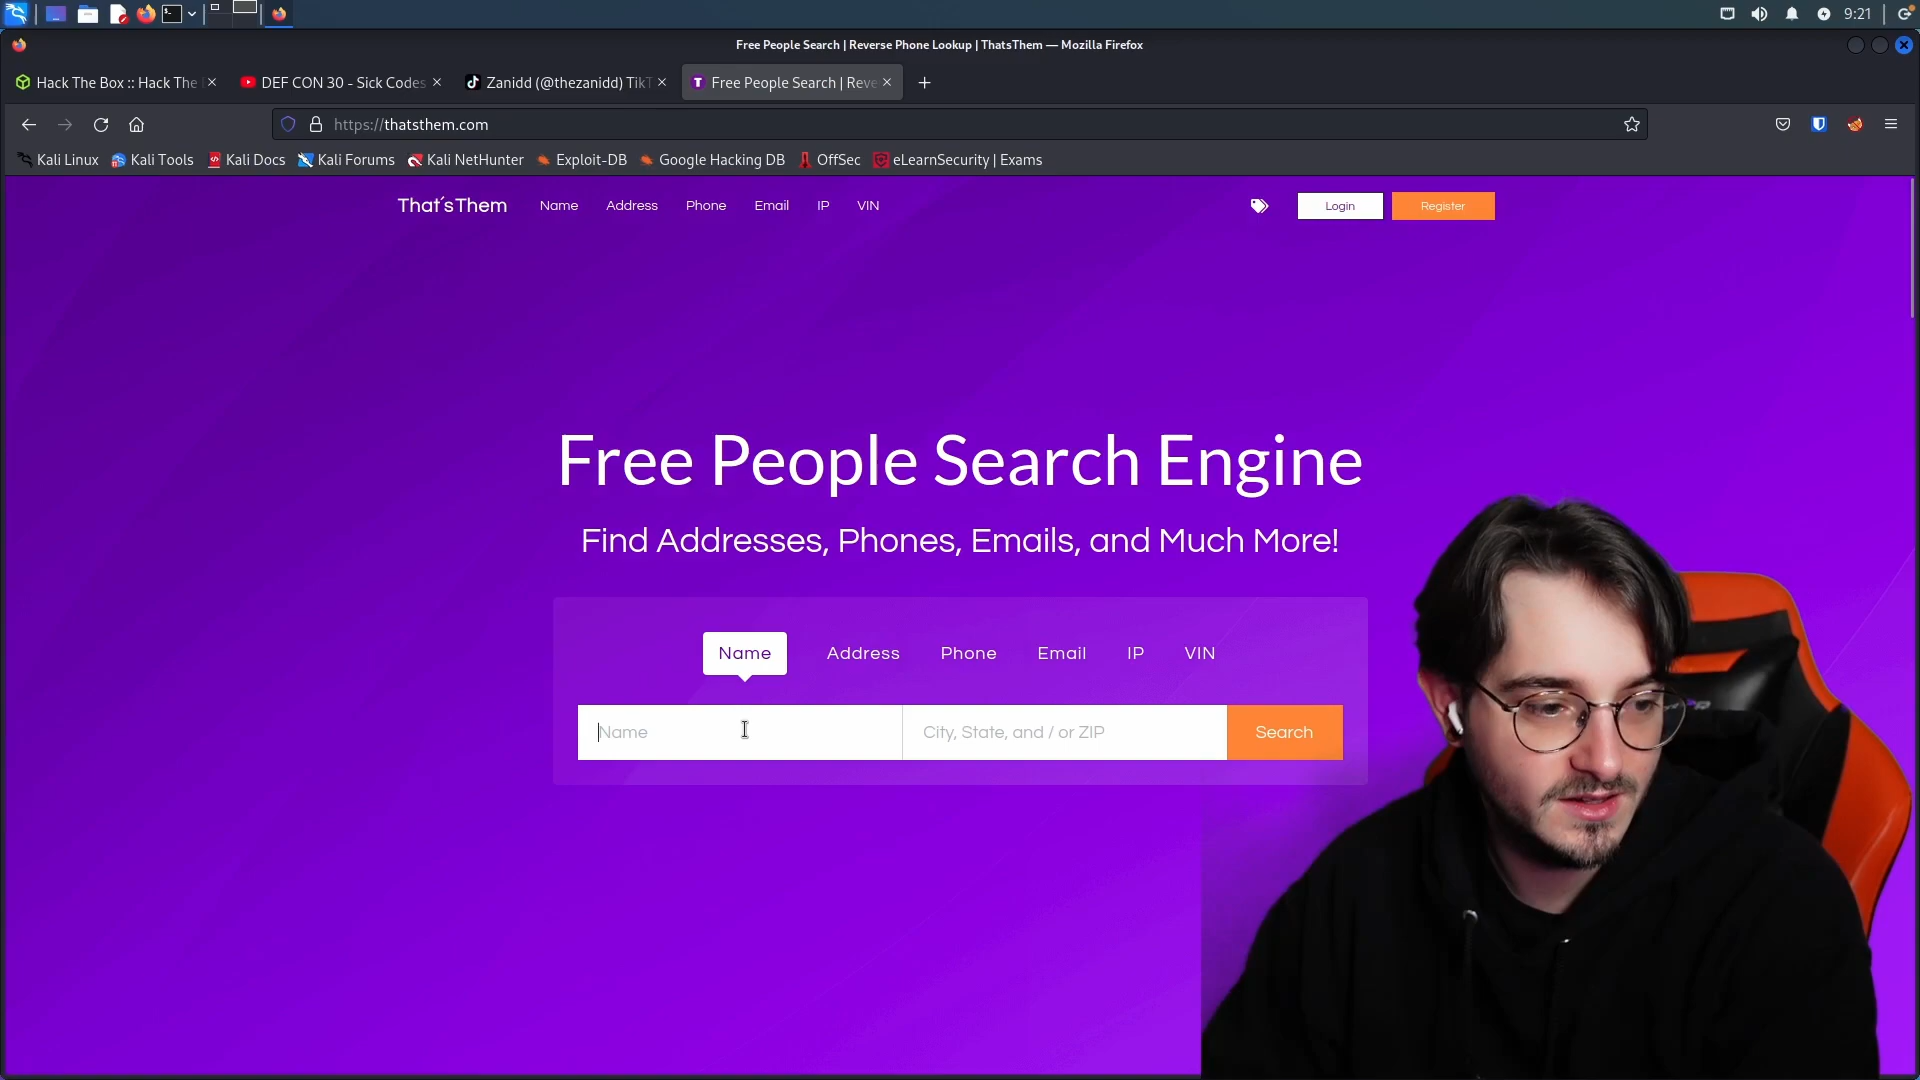 9:21
Free People Search | Reverse Phone Lookup | ThatsThem — Mozilla Firefox
Hack The Box :: Hack The
DEF CON 30 - Sick Codes
Zanidd (@thezanidd) TikT
Free People Search | Reve
https://thatsthem.com
Kali Linux
Kali Tools
Kali Docs
Kali Forums
Kali NetHunter
Exploit-DB
Google Hacking DB
OffSec
eLearnSecurity | Exams
That'sThem
Name
Address
Phone
Email
IP
VIN
Login
Register
Free People Search Engine
Find Addresses, Phones, Emails, and Much More!
Name
Address
Phone
Email
IP
VIN
Name
City, State, and / or ZIP
Search